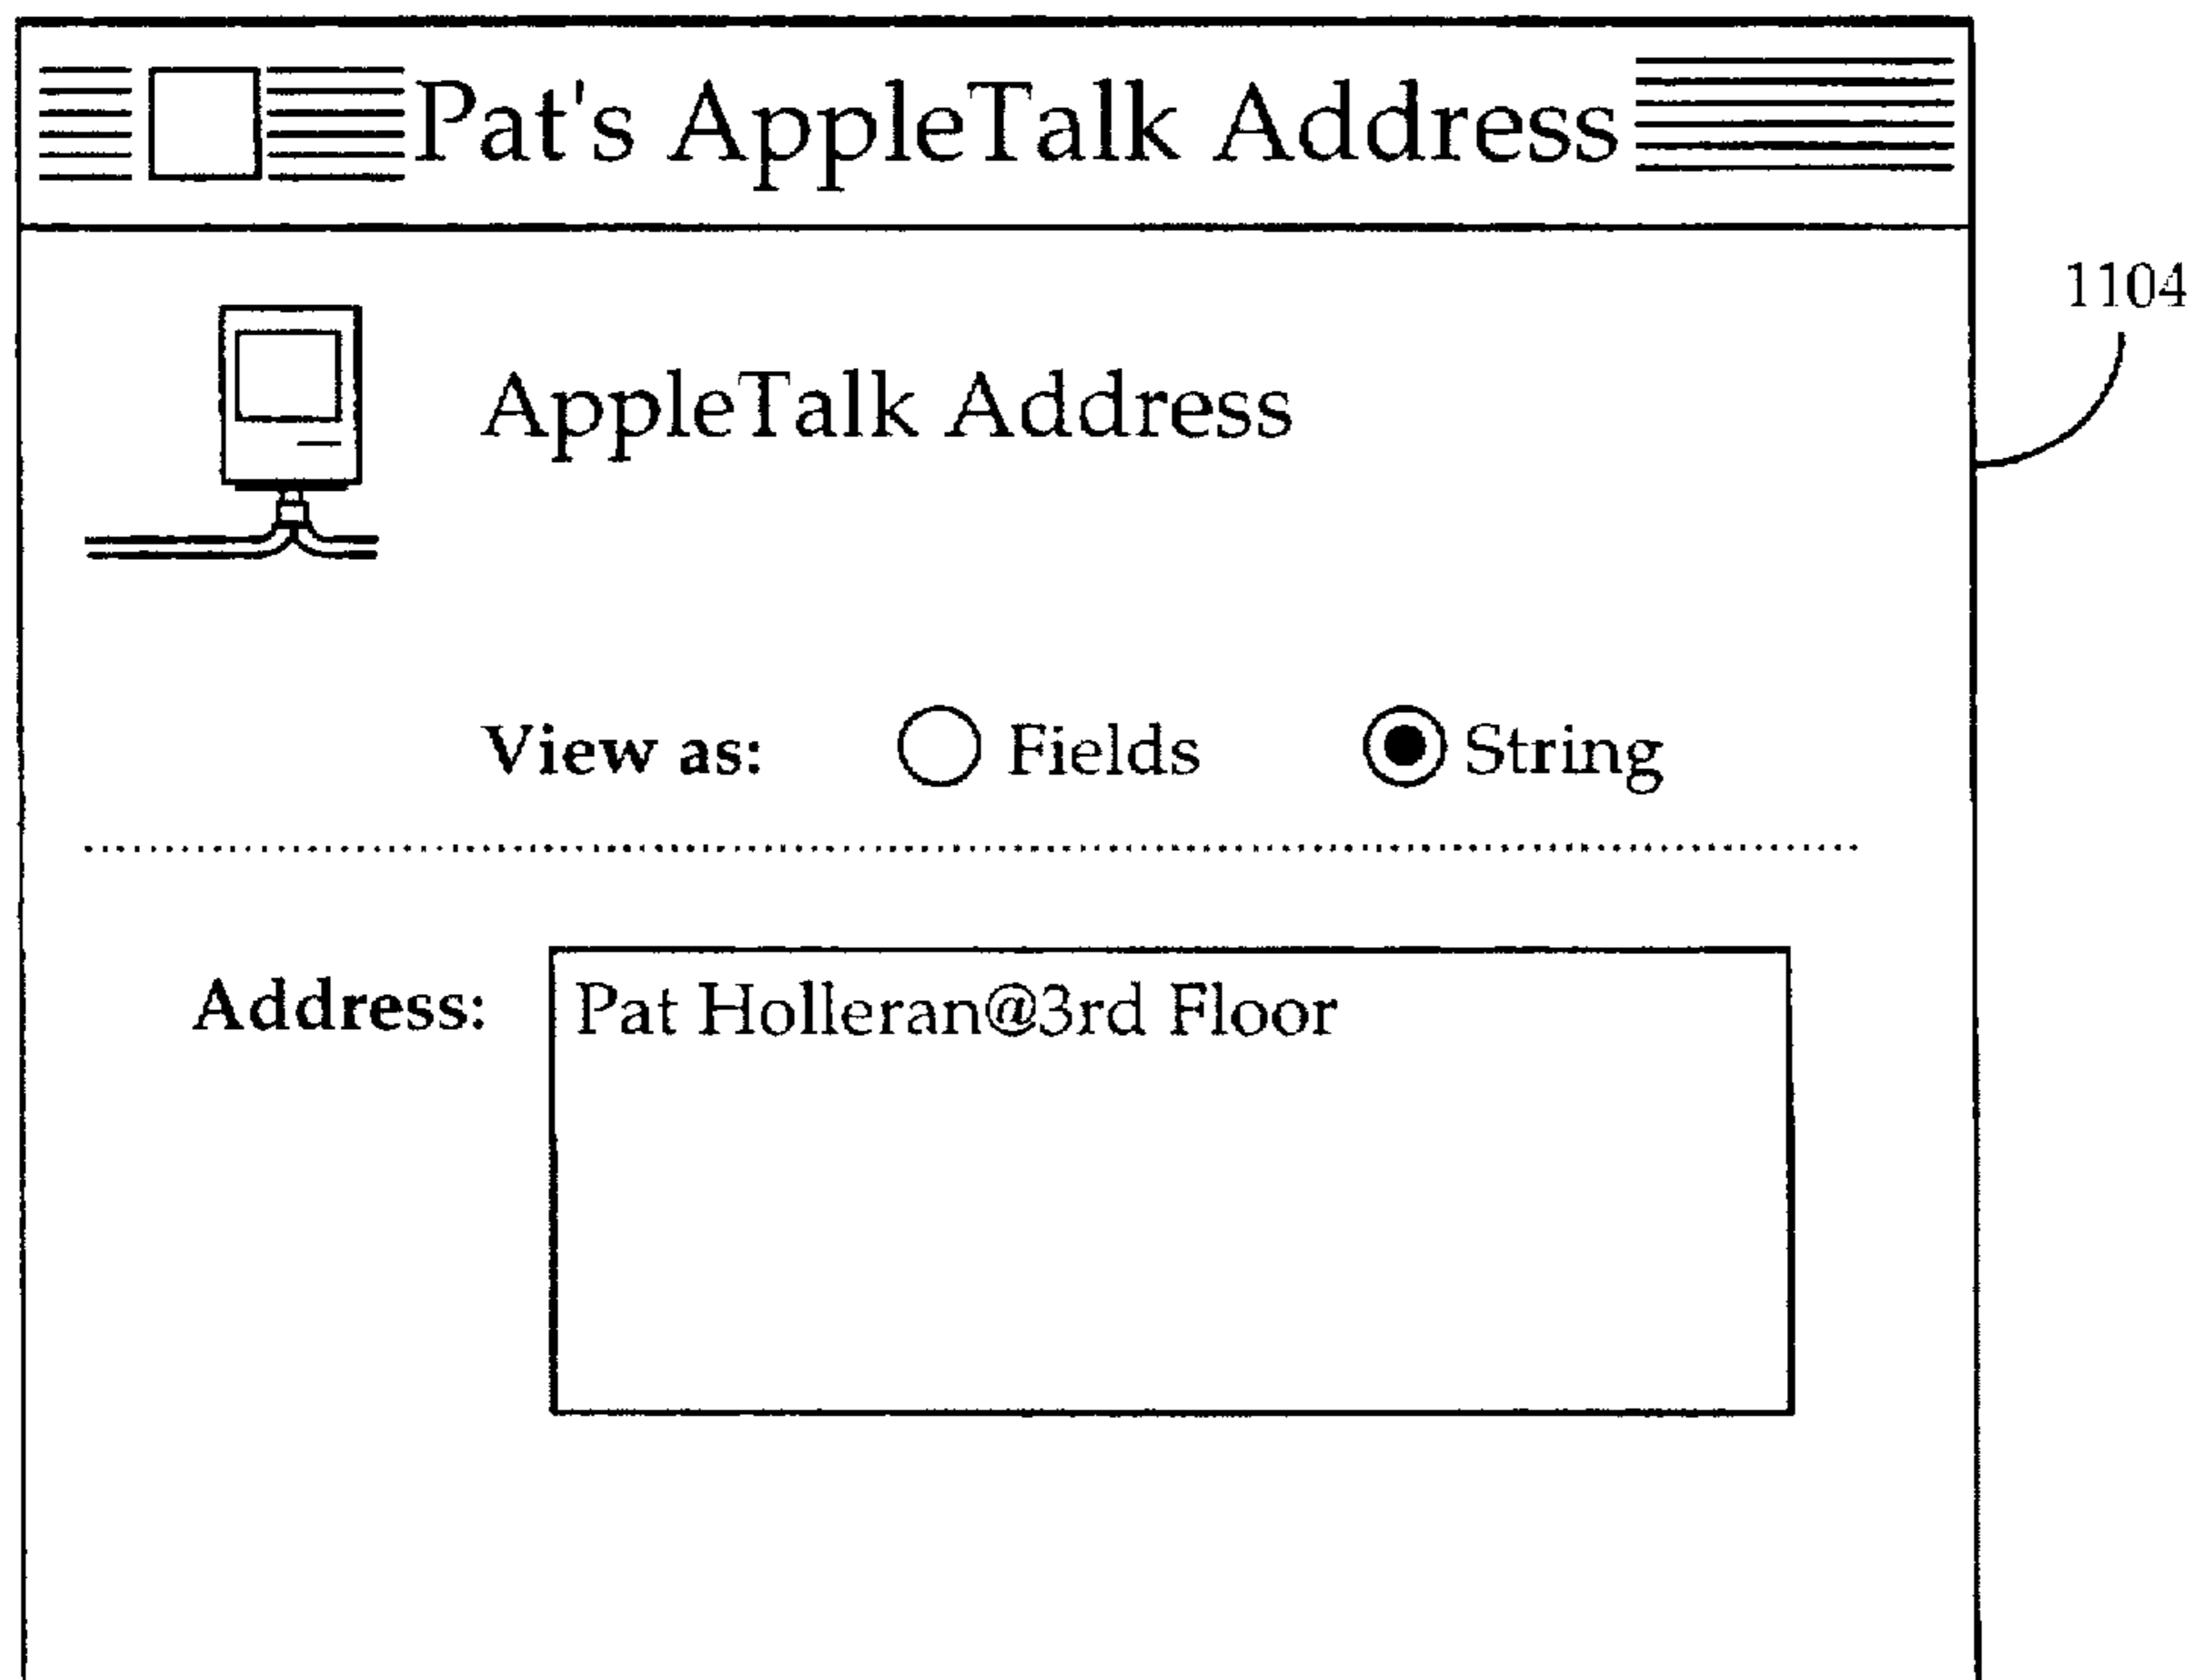 Pat's AppleTalk Address
1104
AppleTalk Address
View as: Fields String
Address: Pat Holleran@3rd Floor